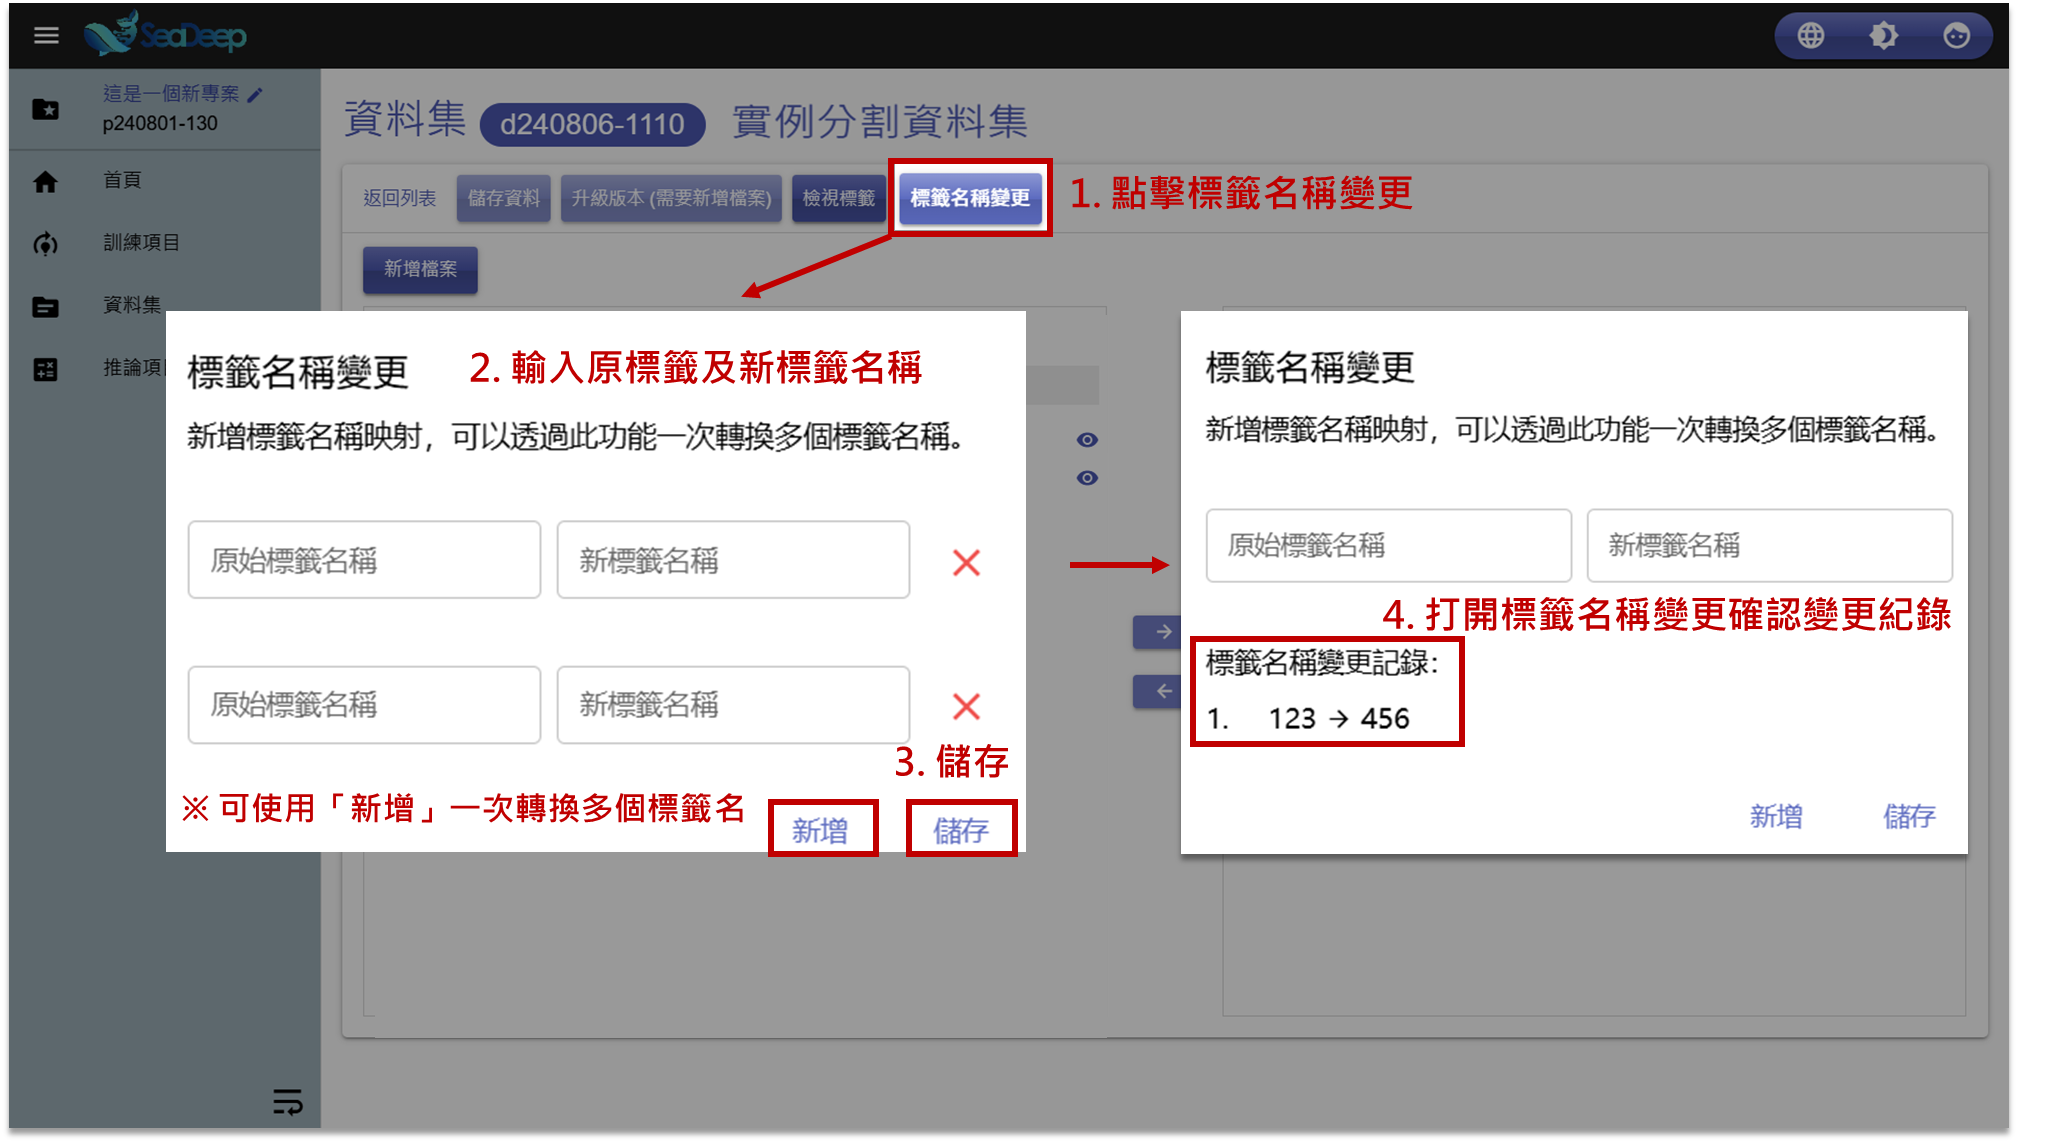 SeaDeep
這是一個新專案
p240801-130
首頁
訓練項目
資料集
推論項
資料集 d240806-1110 實例分割資料集
返回列表 儲存資料 升級版本 (需要新增檔案) 檢視標籤 標籤名稱變更
1. 點擊標籤名稱變更
新增檔案
標籤名稱變更
2. 輸入原標籤及新標籤名稱
新增標籤名稱映射，可以透過此功能一次轉換多個標籤名稱。
原始標籤名稱 新標籤名稱
原始標籤名稱 新標籤名稱
3. 儲存
※ 可使用「新增」一次轉換多個標籤名
新增 儲存
標籤名稱變更
新增標籤名稱映射，可以透過此功能一次轉換多個標籤名稱。
原始標籤名稱 新標籤名稱
4. 打開標籤名稱變更確認變更紀錄
標籤名稱變更記錄：
1. 123 → 456
新增 儲存